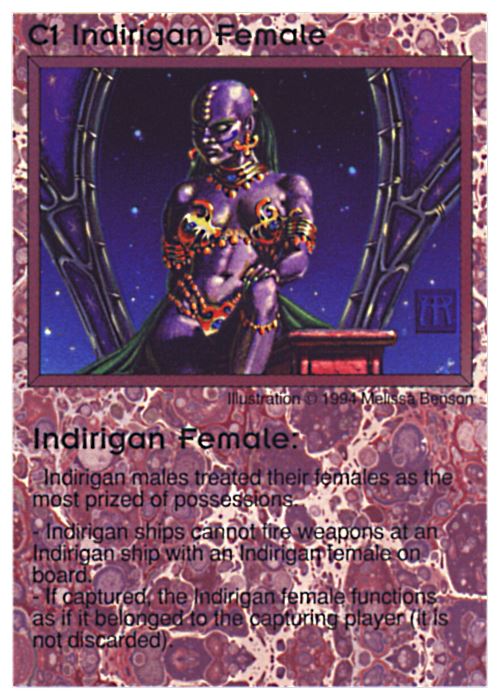 C1 Indirigan Female
Illustration © 1994 Melissa Benson
Indirigan Female:
Indirigan males treated their females as the
most prized of possessions.
- Indirigan ships cannot fire weapons at an
Indirigan ship with an Indirigan female on
board.
- If captured, the Indirigan female functions
as if it belonged to the capturing player (it is
not discarded).